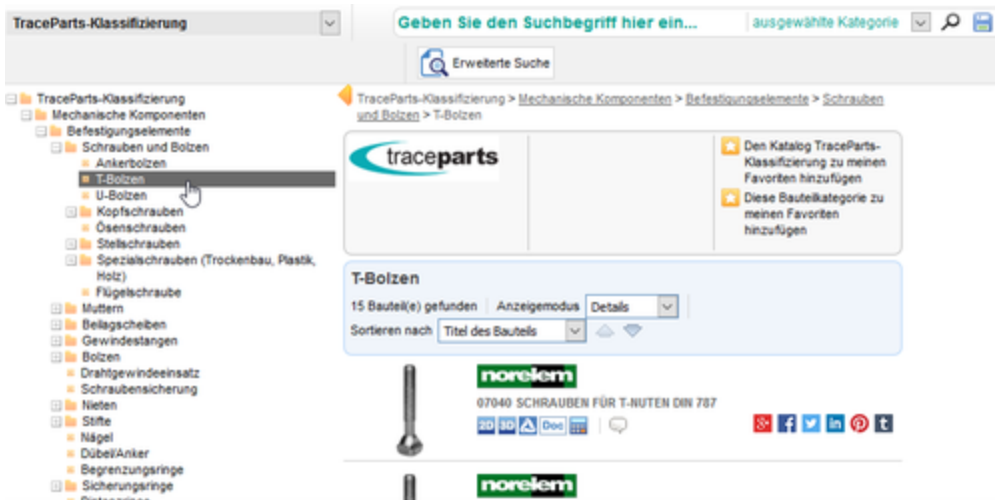 TraceParts-Klassifizierung
Geben Sie den Suchbegriff hier ein...
ausgewählte Kategorie
Erweiterte Suche
TraceParts-Klassifizierung
Mechanische Komponenten
Befestigungselemente
Schrauben und Bolzen
Ankerbolzen
T-Bolzen
U-Bolzen
Kopfschrauben
Ösenschrauben
Stellschrauben
Spezialschrauben (Trockenbau, Plastik,
Holz)
Flügelschraube
Muttern
Beilagscheiben
Gewindestangen
Bolzen
Drahtgewindeeinsatz
Schraubensicherung
Nieten
Stifte
Nägel
Dübel/Anker
Begrenzungsringe
Sicherungsringe
TraceParts-Klassifizierung > Mechanische Komponenten > Befestigungselemente > Schrauben
und Bolzen > T-Bolzen
traceparts
Den Katalog TraceParts-
Klassifizierung zu meinen
Favoriten hinzufügen
Diese Bauteilkategorie zu
meinen Favoriten
hinzufügen
T-Bolzen
15 Bauteil(e) gefunden Anzeigemodus Details
Sortieren nach Titel des Bauteils
norelem
07040 SCHRAUBEN FÜR T-NUTEN DIN 787
2D 3D Doc
norelem